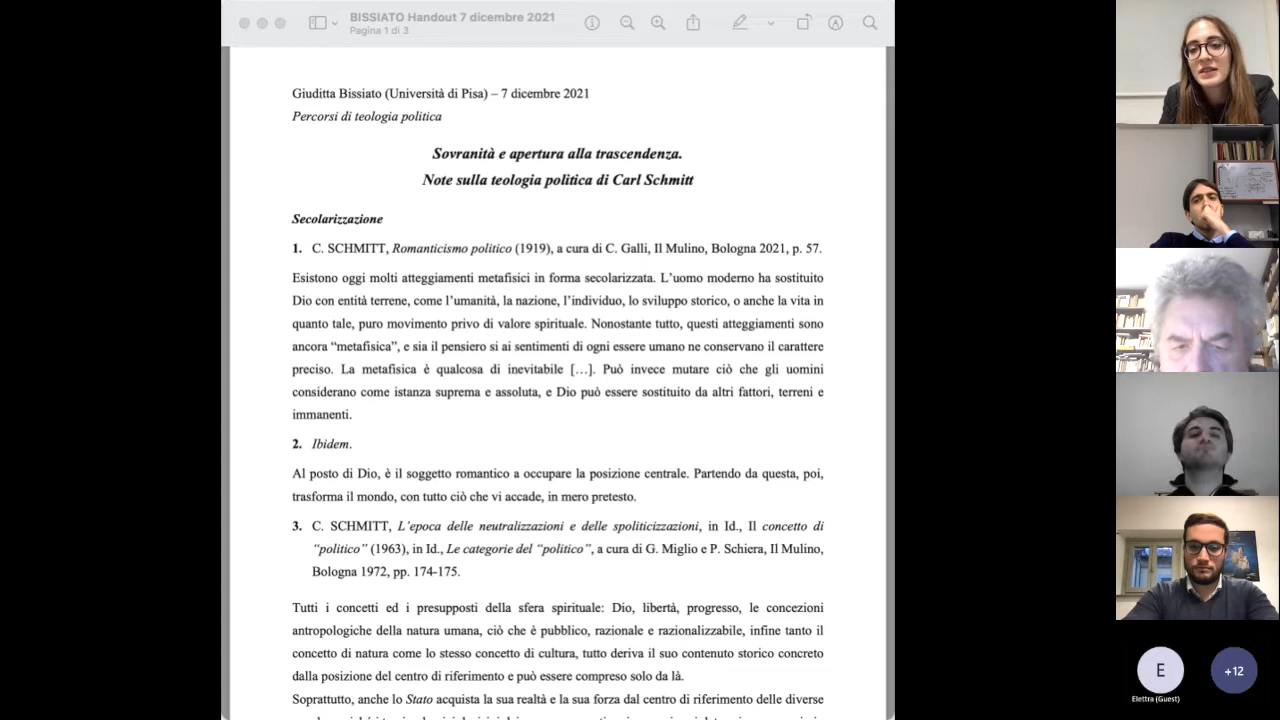 BISSIATO Handout 7 dicembre 2021
Pagina 1 di 3
Giuditta Bissiato (Università di Pisa) – 7 dicembre 2021
Percorsi di teologia politica
Sovranità e apertura alla trascendenza.
Note sulla teologia politica di Carl Schmitt
Secolarizzazione
1. C. SCHMITT, Romanticismo politico (1919), a cura di C. Galli, Il Mulino, Bologna 2021, p. 57.
Esistono oggi molti atteggiamenti metafisici in forma secolarizzata. L’uomo moderno ha sostituito
Dio con entità terrene, come l’umanità, la nazione, l’individuo, lo sviluppo storico, o anche la vita in
quanto tale, puro movimento privo di valore spirituale. Nonostante tutto, questi atteggiamenti sono
ancora “metafisica”, e sia il pensiero si ai sentimenti di ogni essere umano ne conservano il carattere
preciso. La metafisica è qualcosa di inevitabile […]. Può invece mutare ciò che gli uomini
considerano come istanza suprema e assoluta, e Dio può essere sostituito da altri fattori, terreni e
immanenti.
2. Ibidem.
Al posto di Dio, è il soggetto romantico a occupare la posizione centrale. Partendo da questa, poi,
trasforma il mondo, con tutto ciò che vi accade, in mero pretesto.
3. C. SCHMITT, L’epoca delle neutralizzazioni e delle spoliticizzazioni, in Id., Il concetto di
“politico” (1963), in Id., Le categorie del “politico”, a cura di G. Miglio e P. Schiera, Il Mulino,
Bologna 1972, pp. 174-175.
Tutti i concetti ed i presupposti della sfera spirituale: Dio, libertà, progresso, le concezioni
antropologiche della natura umana, ciò che è pubblico, razionale e razionalizzabile, infine tanto il
concetto di natura come lo stesso concetto di cultura, tutto deriva il suo contenuto storico concreto
dalla posizione del centro di riferimento e può essere compreso solo da là.
Soprattutto, anche lo Stato acquista la sua realtà e la sua forza dal centro di riferimento delle diverse
E
Elettra (Guest)
+12